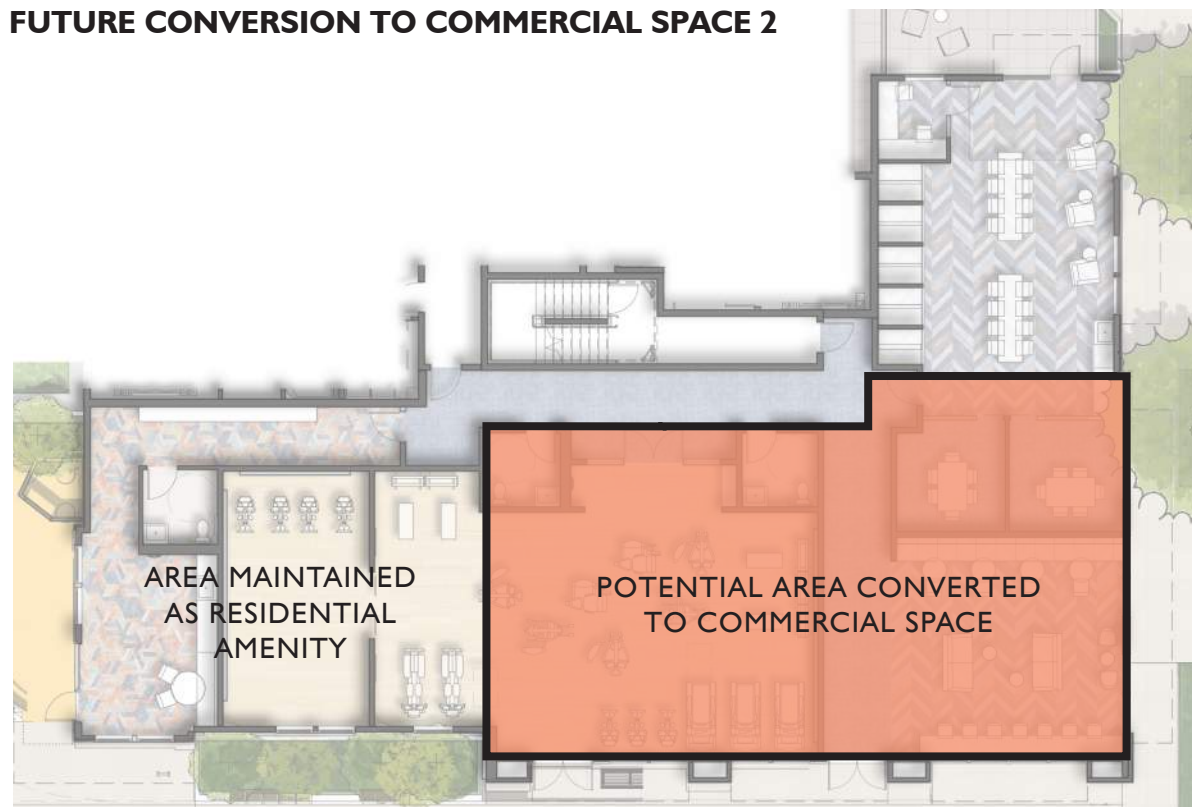 FUTURE CONVERSION TO COMMERCIAL SPACE 2
AREA MAINTAINED
AS RESIDENTIAL
AMENITY
POTENTIAL AREA CONVERTED
TO COMMERCIAL SPACE